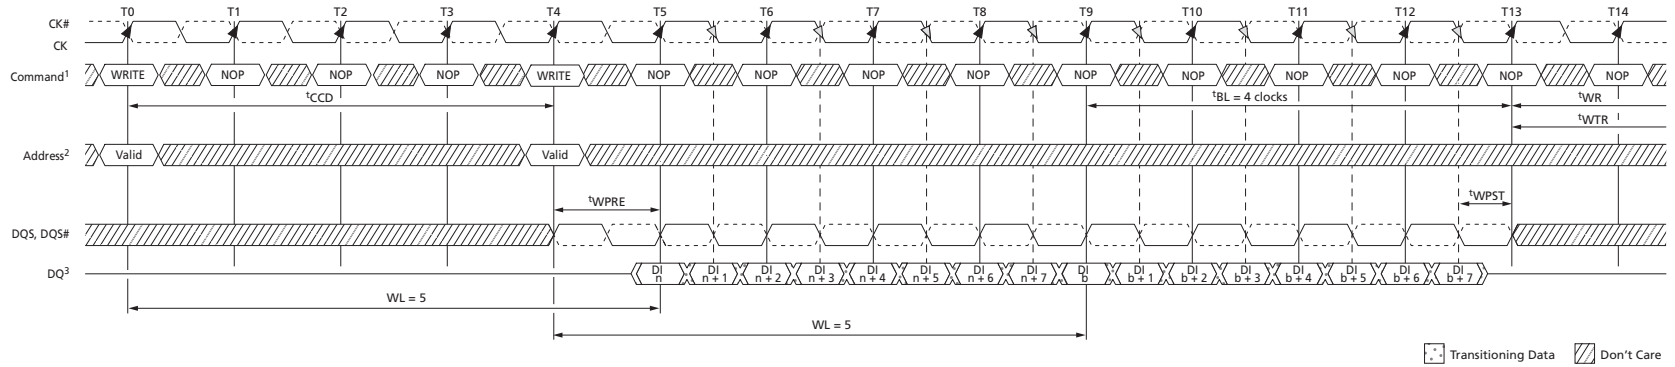 T0 T1 T2 T3 T4 T5 T6 T7 T8 T9 T10 T11 T12 T13 T14
CK#
CK
Command1 WRITE NOP NOP NOP WRITE NOP NOP NOP NOP NOP NOP NOP NOP NOP NOP
tCCD tBL = 4 clocks tWR
tWTR
Address2 Valid Valid
tWPRE tWPST
DQS, DQS#
DQ3 DI n DI n + 1 DI n + 2 DI n + 3 DI n + 4 DI n + 5 DI n + 6 DI n + 7 DI b DI b + 1 DI b + 2 DI b + 3 DI b + 4 DI b + 5 DI b + 6 DI b + 7
WL = 5
WL = 5
Transitioning Data Don't Care